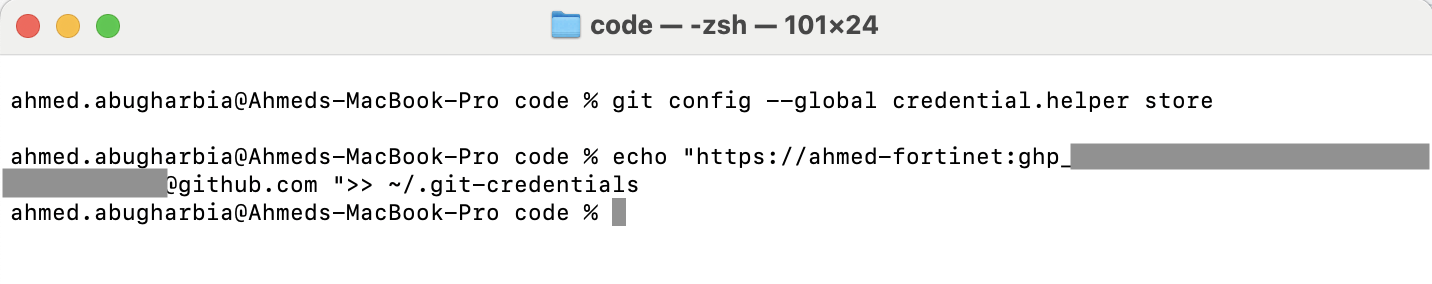 code — -zsh — 101×24
ahmed.abugharbia@Ahmeds-MacBook-Pro code % git config --global credential.helper store
ahmed.abugharbia@Ahmeds-MacBook-Pro code % echo "https://ahmed-fortinet:ghp_
@github.com ">> ~/.git-credentials
ahmed.abugharbia@Ahmeds-MacBook-Pro code %